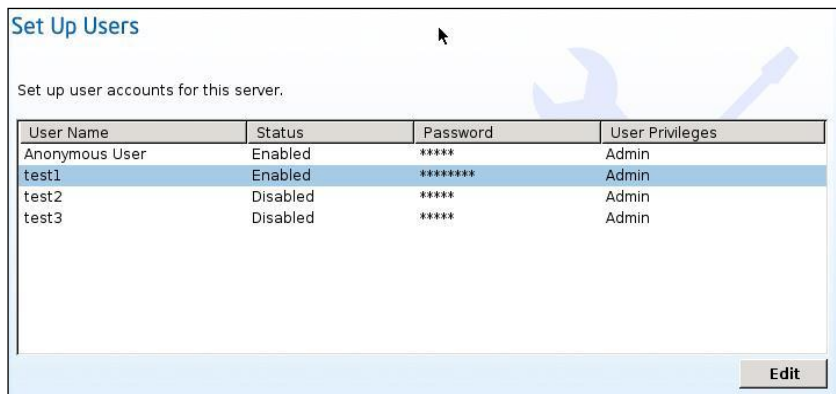 Set Up Users
Set up user accounts for this server.
User Name Status Password User Privileges
Anonymous User Enabled ***** Admin
test1 Enabled ******** Admin
test2 Disabled ***** Admin
test3 Disabled ***** Admin
Edit